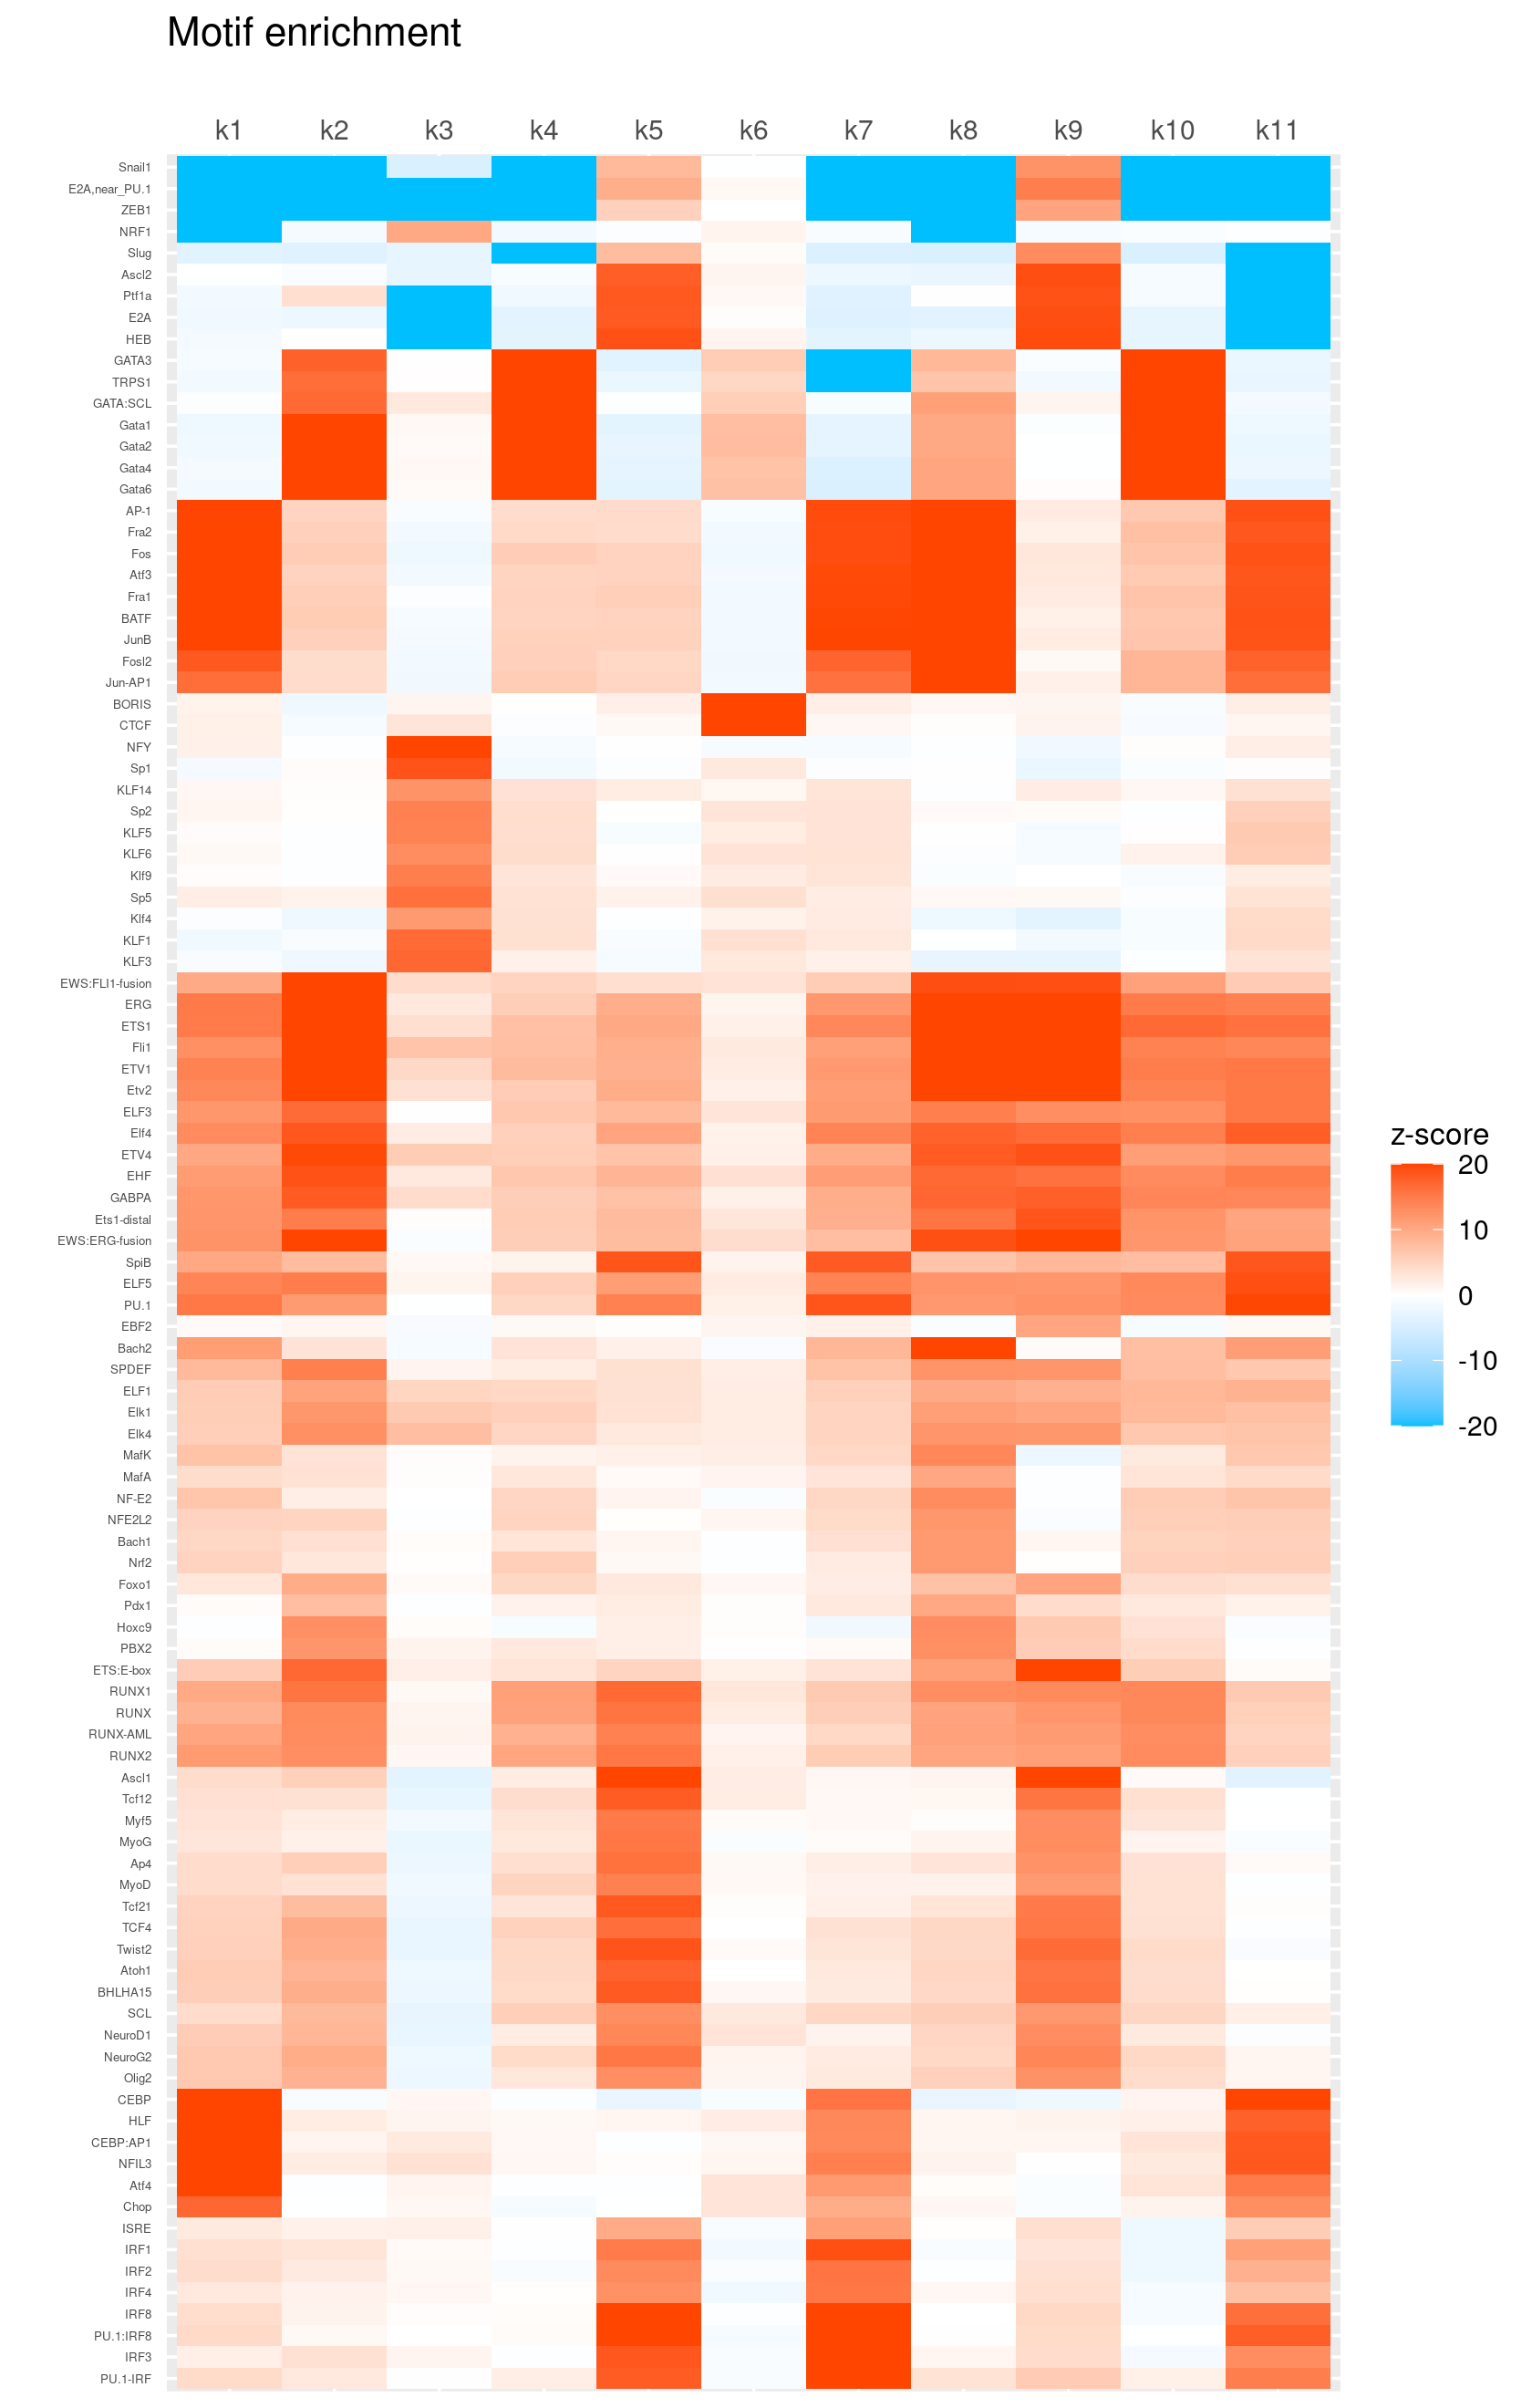 Motif enrichment
k1 k2 k3 k4 k5 k6 k7 k8 k9 k10 k11
Snail1
E2A,near_PU.1
ZEB1
NRF1
Slug
Ascl2
Ptf1a
E2A
HEB
GATA3
TRPS1
GATA:SCL
Gata1
Gata2
Gata4
Gata6
AP-1
Fra2
Fos
Atf3
Fra1
BATF
JunB
Fosl2
Jun-AP1
BORIS
CTCF
NFY
Sp1
KLF14
Sp2
KLF5
KLF6
Klf9
Sp5
Klf4
KLF1
KLF3
EWS:FLI1-fusion
ERG
ETS1
Fli1
ETV1
Etv2
ELF3
Elf4
ETV4
EHF
GABPA
Ets1-distal
EWS:ERG-fusion
SpiB
ELF5
PU.1
EBF2
Bach2
SPDEF
ELF1
Elk1
Elk4
MafK
MafA
NF-E2
NFE2L2
Bach1
Nrf2
Foxo1
Pdx1
Hoxc9
PBX2
ETS:E-box
RUNX1
RUNX
RUNX-AML
RUNX2
Ascl1
Tcf12
Myf5
MyoG
Ap4
MyoD
Tcf21
TCF4
Twist2
Atoh1
BHLHA15
SCL
NeuroD1
NeuroG2
Olig2
CEBP
HLF
CEBP:AP1
NFIL3
Atf4
Chop
ISRE
IRF1
IRF2
IRF4
IRF8
PU.1:IRF8
IRF3
PU.1-IRF
z-score
20
10
0
-10
-20